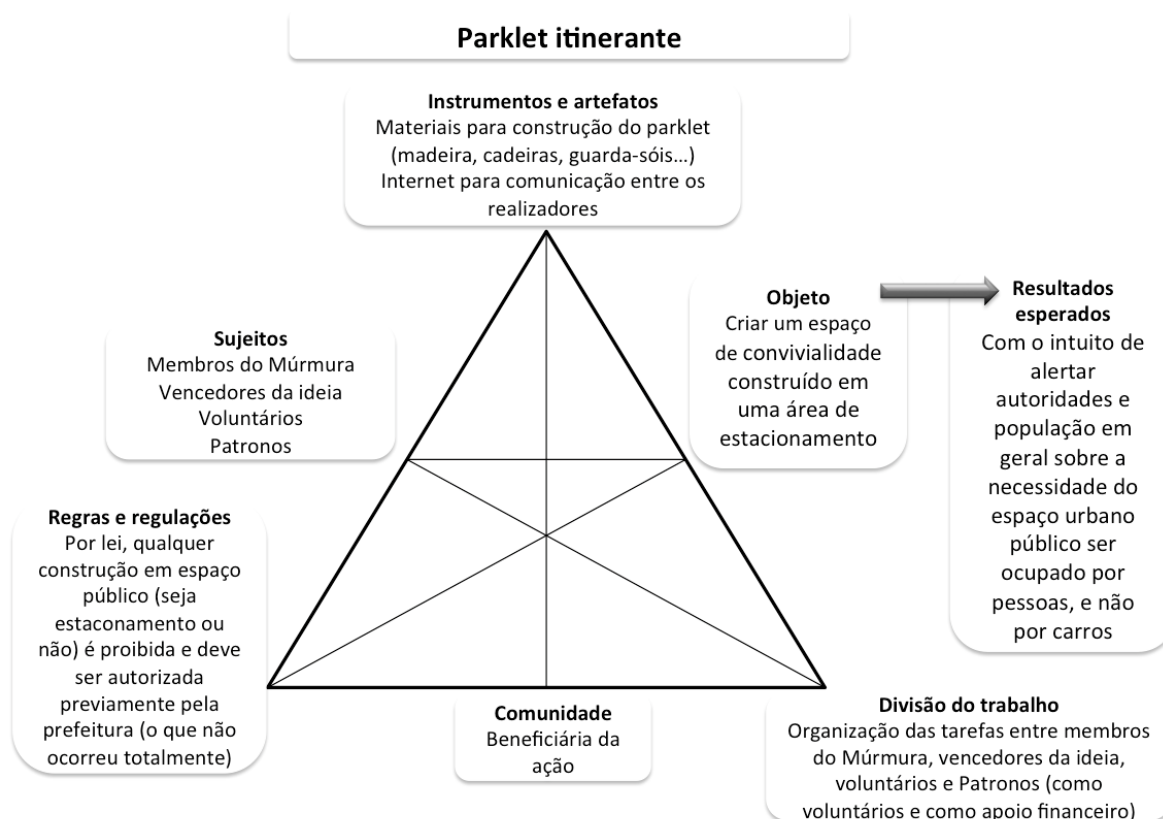 Parklet itinerante
Instrumentos e artefatos
Materiais para construção do parklet
(madeira, cadeiras, guarda-sóis...)
Internet para comunicação entre os
realizadores
Sujeitos
Membros do Múrmura
Vencedores da ideia
Voluntários
Patronos
Objeto
Criar um espaço
de convivialidade
construído em
uma área de
estacionamento
Resultados
esperados
Com o intuito de
alertar
autoridades e
população em
geral sobre a
necessidade do
espaço urbano
público ser
ocupado por
pessoas, e não
por carros
Regras e regulações
Por lei, qualquer
construção em espaço
público (seja
estaconamento ou
não) é proibida e deve
ser autorizada
previamente pela
prefeitura (o que não
ocorreu totalmente)
Comunidade
Beneficiária da
ação
Divisão do trabalho
Organização das tarefas entre membros
do Múrmura, vencedores da ideia,
voluntários e Patronos (como
voluntários e como apoio financeiro)